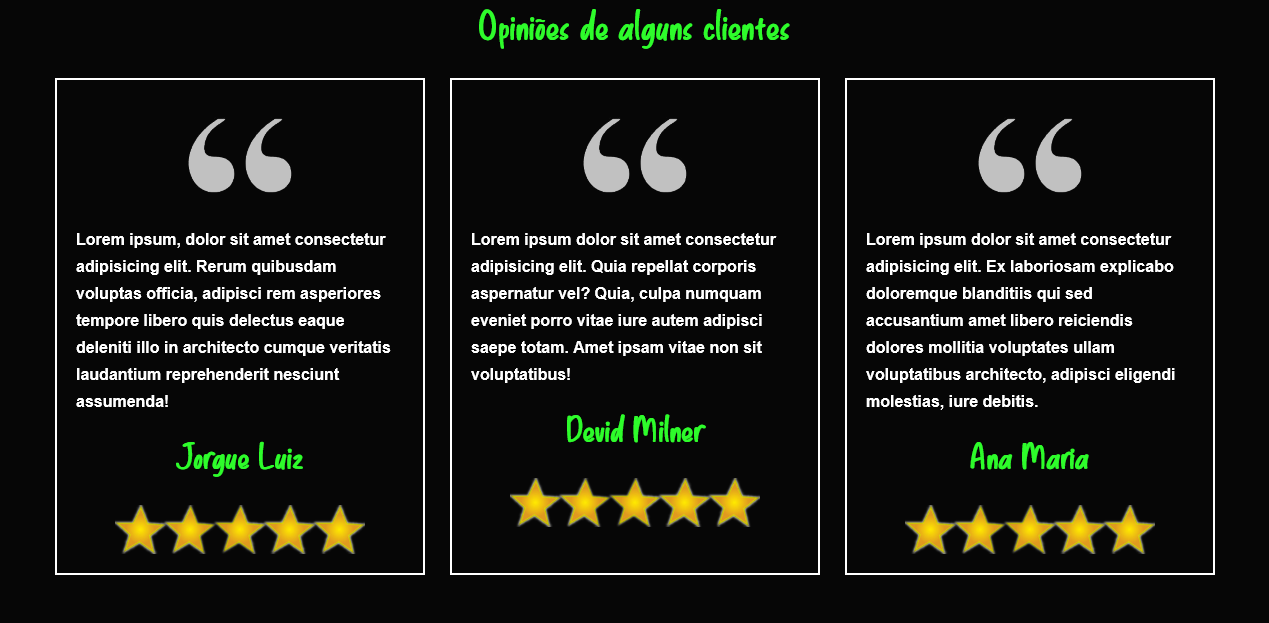 Opiniões de alguns clientes
“
Lorem ipsum, dolor sit amet consectetur
adipisicing elit. Rerum quibusdam
voluptas officia, adipisci rem asperiores
tempore libero quis delectus eaque
deleniti illo in architecto cumque veritatis
laudantium reprehenderit nesciunt
assumenda!
Jorgue Luiz
“
Lorem ipsum dolor sit amet consectetur
adipisicing elit. Quia repellat corporis
aspernatur vel? Quia, culpa numquam
eveniet porro vitae iure autem adipisci
saepe totam. Amet ipsam vitae non sit
voluptatibus!
Devid Milner
“
Lorem ipsum dolor sit amet consectetur
adipisicing elit. Ex laboriosam explicabo
doloremque blanditiis qui sed
accusantium amet libero reiciendis
dolores mollitia voluptates ullam
voluptatibus architecto, adipisci eligendi
molestias, iure debitis.
Ana Maria